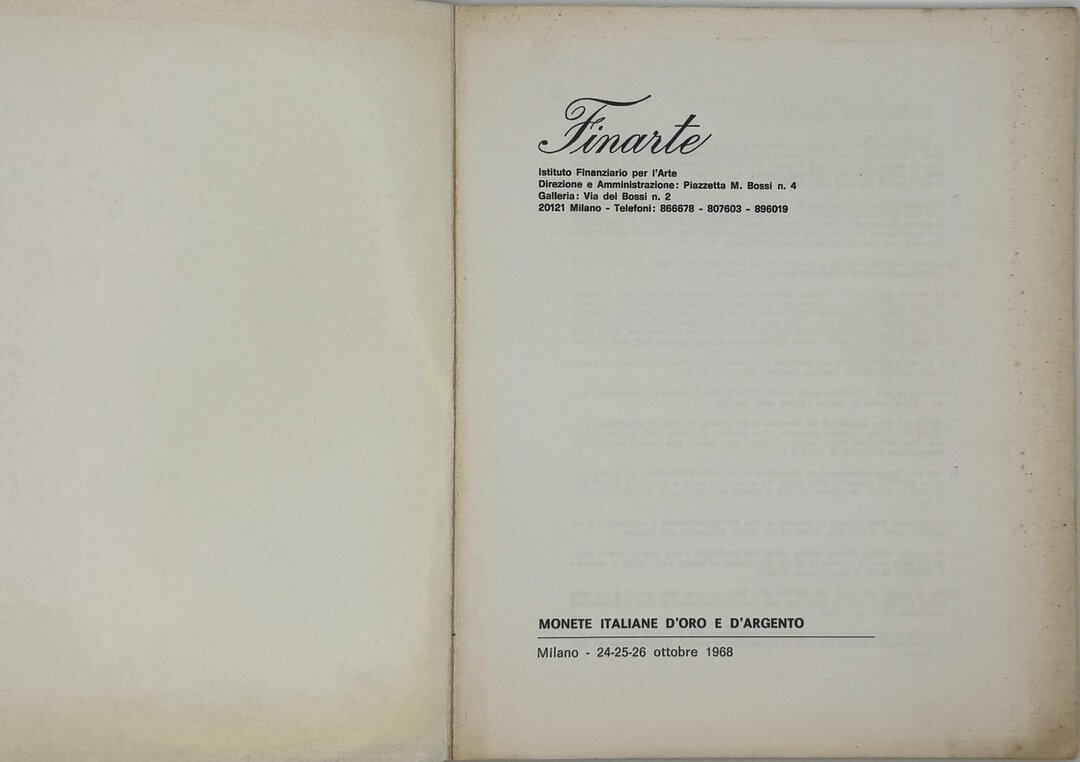 Finarte
Istituto Finanziario per l'Arte
Direzione e Amministrazione: Piazzetta M. Bossi n. 4
Galleria: Via dei Bossi n. 2
20121 Milano - Telefoni: 866678 - 807603 - 896019
MONETE ITALIANE D'ORO E D'ARGENTO
Milano - 24-25-26 ottobre 1968